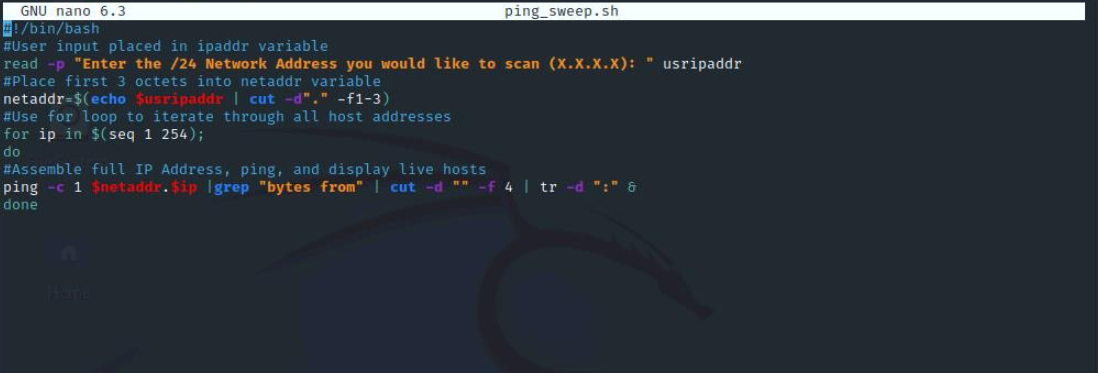 GNU nano 6.3 ping_sweep.sh
#!/bin/bash
#User input placed in ipaddr variable
read -p "Enter the /24 Network Address you would like to scan (X.X.X.X): " usripaddr
#Place first 3 octets into netaddr variable
netaddr=$(echo $usripaddr | cut -d"." -f1-3)
#Use for loop to iterate through all host addresses
for ip in $(seq 1 254);
do
#Assemble full IP Address, ping, and display live hosts
ping -c 1 $netaddr.$ip |grep "bytes from" | cut -d "" -f 4 | tr -d ":" &
done
Home